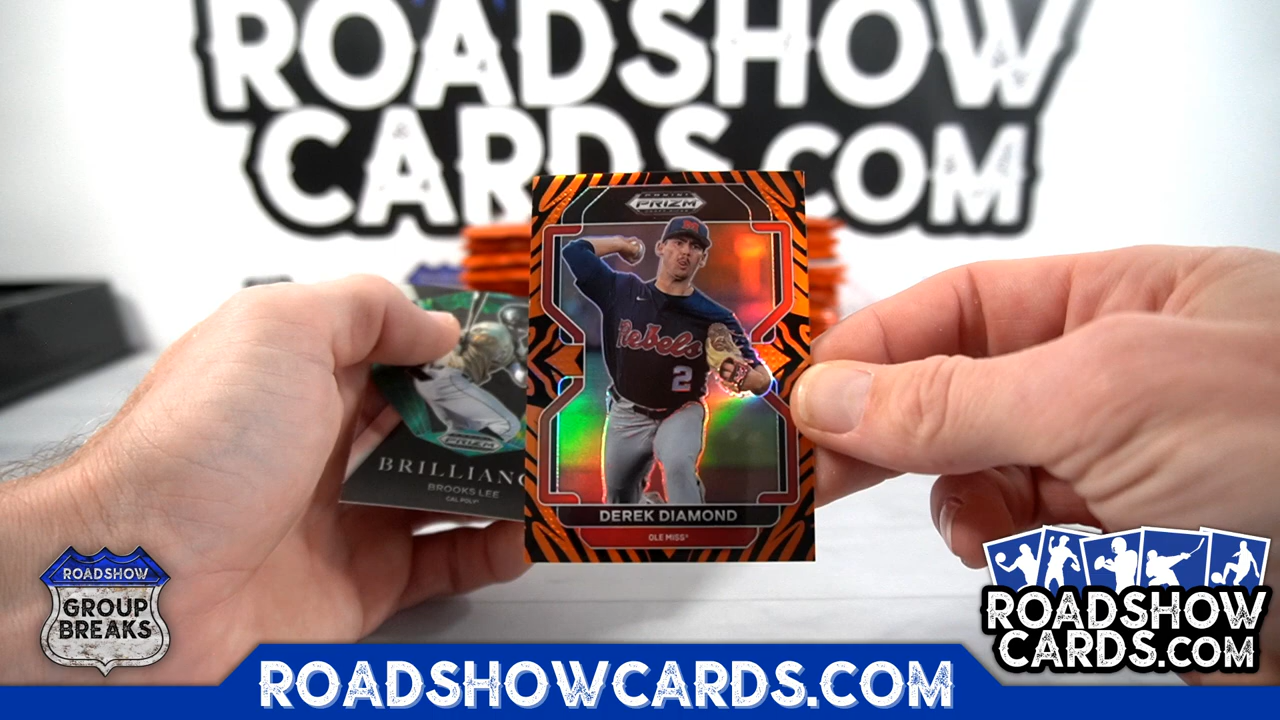 ROADSHOW
CARDS.COM
PANINI
PRIZM
Rebels
2
DEREK DIAMOND
OLE MISS
PRIZM
BRILLIANC
BROOKS LEE
CAL POLY
ROADSHOW
GROUP
BREAKS
ROADSHOW
CARDS.COM
ROADSHOWCARDS.COM